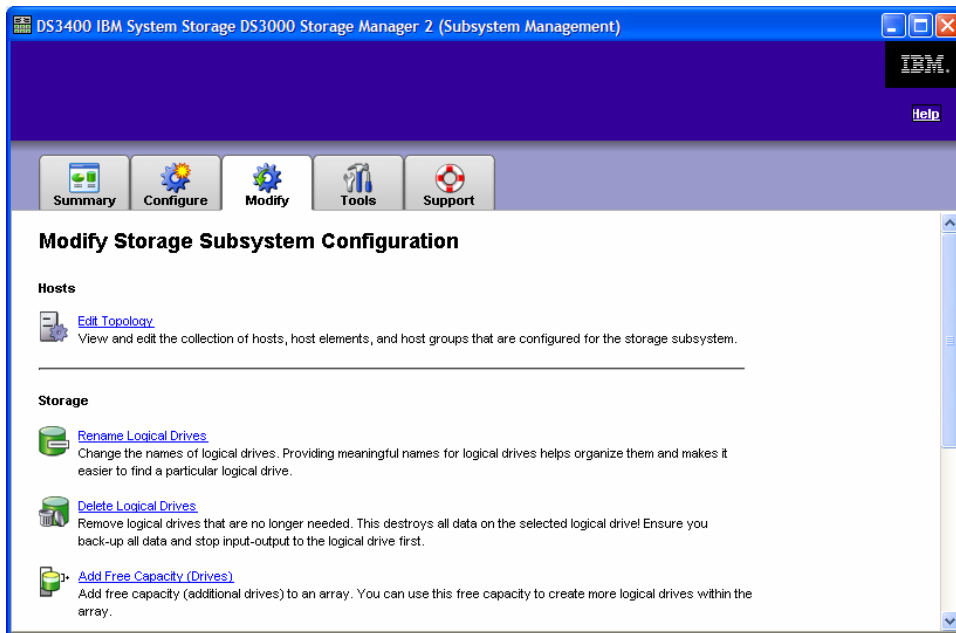 DS3400 IBM System Storage DS3000 Storage Manager 2 (Subsystem Management)
IBM.
Help
Summary
Configure
Modify
Tools
Support
Modify Storage Subsystem Configuration
Hosts
Edit Topology
View and edit the collection of hosts, host elements, and host groups that are configured for the storage subsystem.
Storage
Rename Logical Drives
Change the names of logical drives. Providing meaningful names for logical drives helps organize them and makes it
easier to find a particular logical drive.
Delete Logical Drives
Remove logical drives that are no longer needed. This destroys all data on the selected logical drive! Ensure you
back-up all data and stop input-output to the logical drive first.
Add Free Capacity (Drives)
Add free capacity (additional drives) to an array. You can use this free capacity to create more logical drives within the
array.